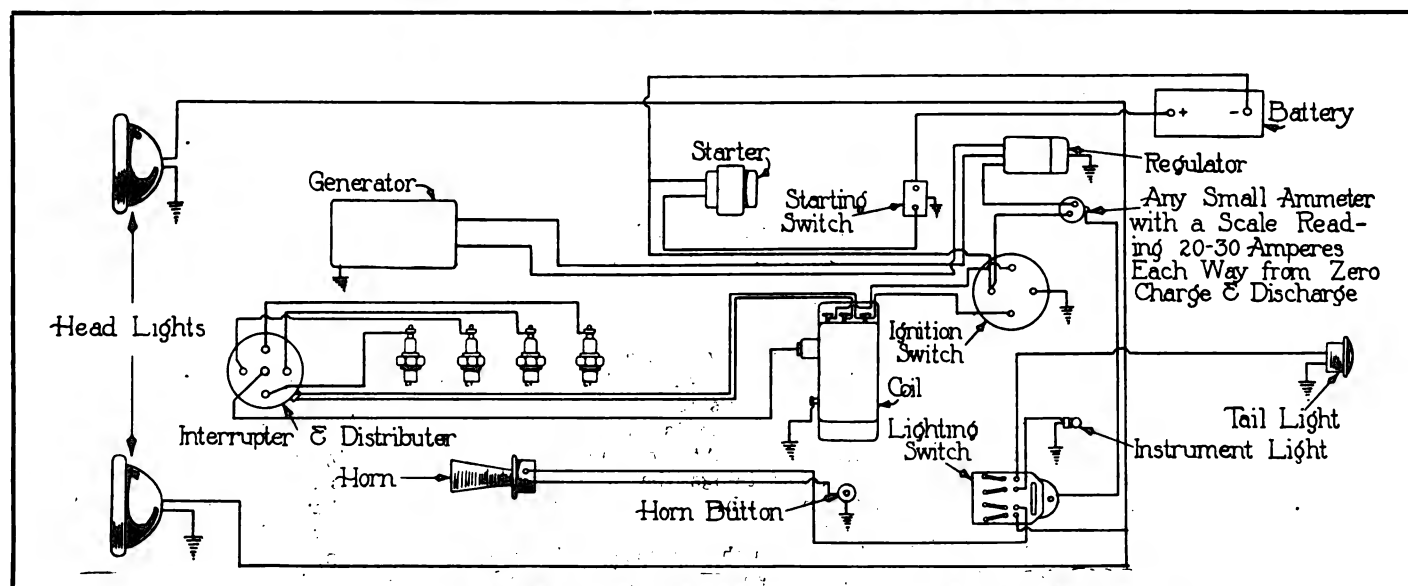 + -
Battery
Starter
Regulator
Generator
Starting
Switch
Any Small Ammeter
with a Scale Read-
ing 20-30 Amperes
Each Way from Zero
Charge & Discharge
Head Lights
Ignition
Switch
Coil
Interrupter & Distributer
Lighting
Switch
Tail Light
Instrument Light
Horn
Horn Button